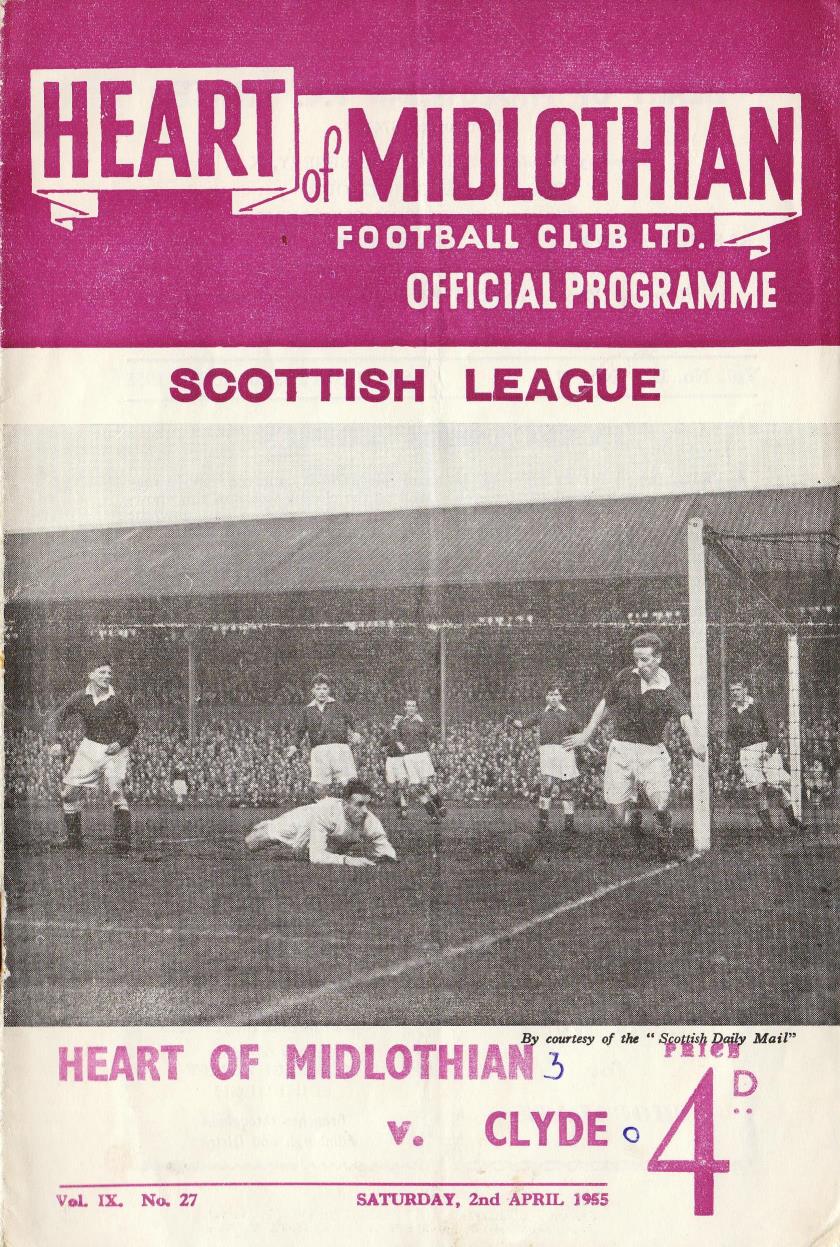 HEART
of MIDLOTHIAN
FOOTBALL CLUB LTD.
OFFICIAL PROGRAMME
SCOTTISH LEAGUE
By courtesy of the "Scottish Daily Mail"
HEART OF MIDLOTHIAN 3
v. CLYDE 0
PRICE
4D
Vol. IX. No. 27 SATURDAY, 2nd APRIL 1955